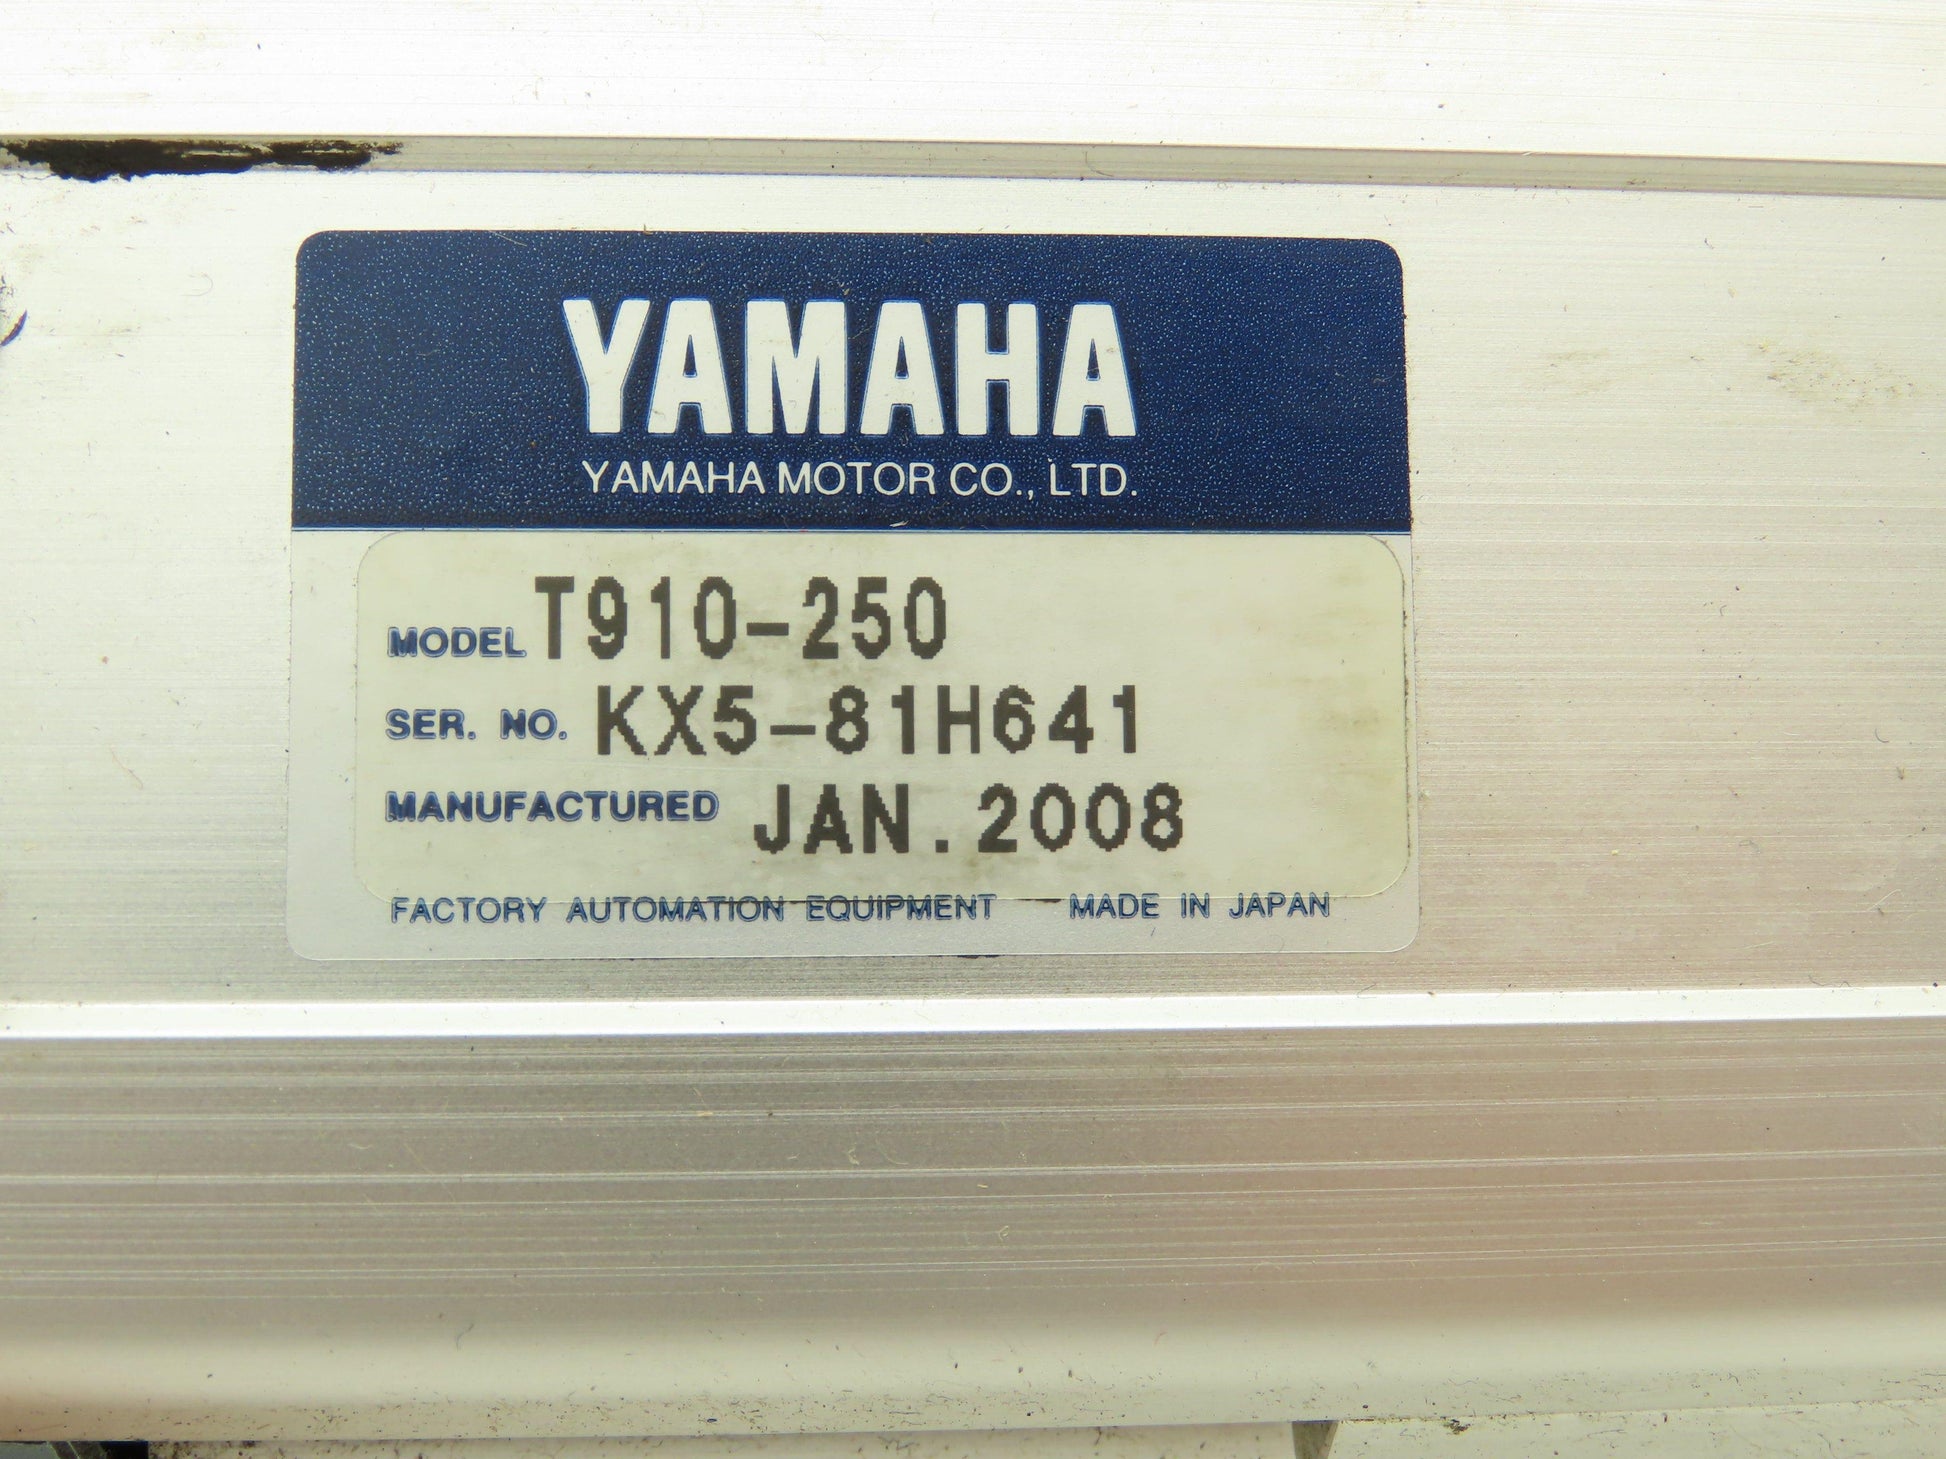 YAMAHA
YAMAHA MOTOR CO., LTD.
MODEL T910-250
SER. NO. KX5-81H641
MANUFACTURED JAN. 2008
FACTORY AUTOMATION EQUIPMENT MADE IN JAPAN